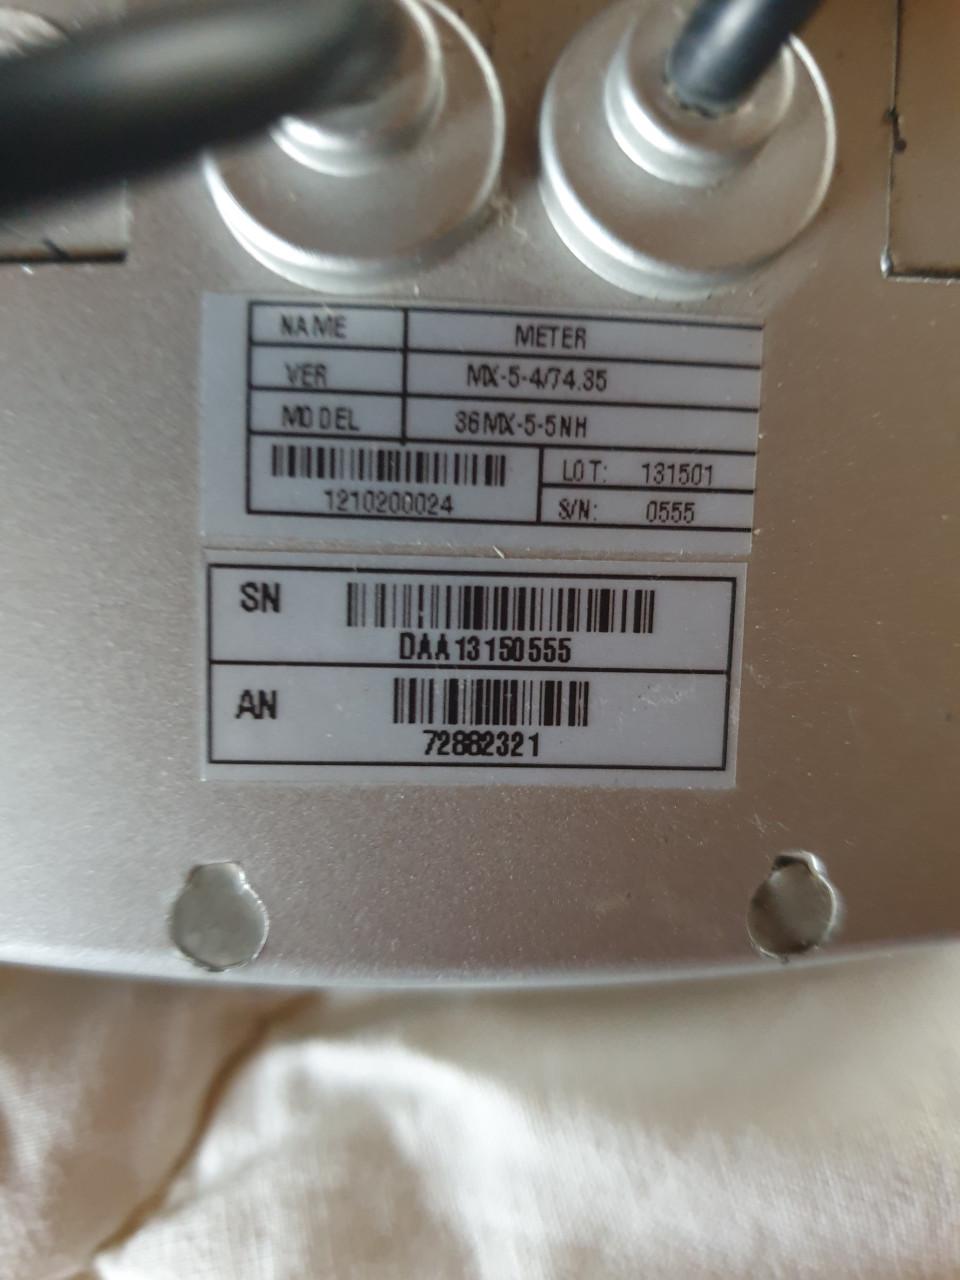 NAME METER
VER MX-5-4/74.35
MODEL 36MX-5-5NH
1210200024
LOT: 131501
S/N: 0555
SN
DAA13150555
AN
72882321